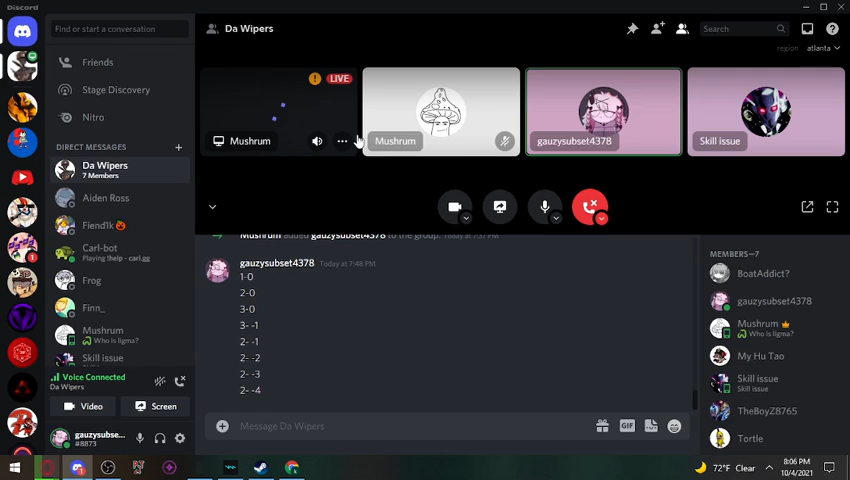 Discord
Find or start a conversation
Da Wipers
Search
region atlanta
Friends
Stage Discovery
Nitro
DIRECT MESSAGES
Da Wipers
7 Members
Aiden Ross
Fiend1k
Carl-bot
Playing !help - carl.gg
Frog
Finn_
Mushrum
Who is ligma?
Skill issue
LIVE
Mushrum
Mushrum
gauzysubset4378
Skill issue
Mushrum added gauzysubset4378 to the group. Today at 7:37 PM
gauzysubset4378 Today at 7:48 PM
1-0
2-0
3-0
3- -1
2- -1
2- -2
2- -3
2- -4
Message Da Wipers
GIF
MEMBERS—7
BoatAddict?
gauzysubset4378
Mushrum
Who is ligma?
My Hu Tao
Skill issue
Skill issue
TheBoyZ8765
Tortle
Voice Connected
Da Wipers
Video
Screen
gauzysubse...
#8873
1
72°F Clear
8:06 PM
10/4/2021